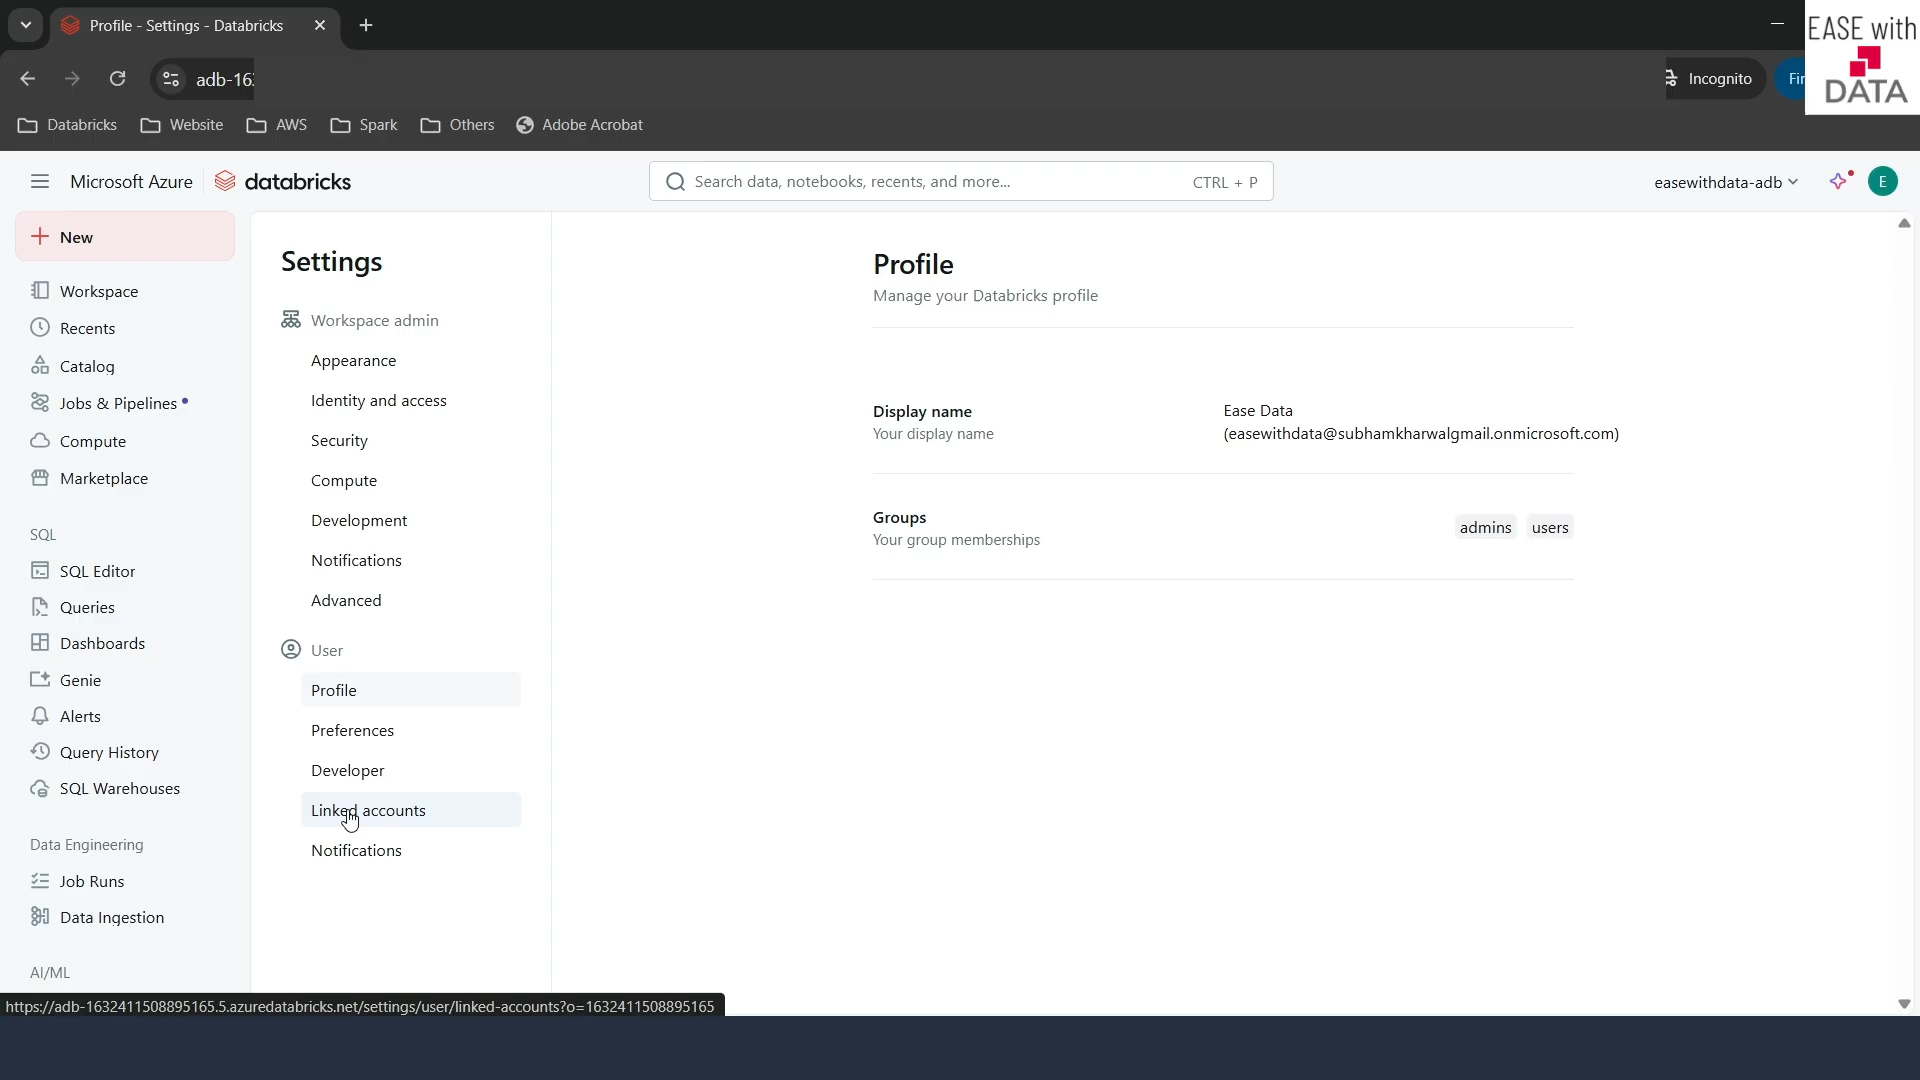 Profile - Settings - Databricks
EASE with
DATA
adb-16
Incognito
Databricks
Website
AWS
Spark
Others
Adobe Acrobat
Microsoft Azure
databricks
Search data, notebooks, recents, and more...
CTRL + P
easewithdata-adb
E
New
Workspace
Recents
Catalog
Jobs & Pipelines
Compute
Marketplace
SQL
SQL Editor
Queries
Dashboards
Genie
Alerts
Query History
SQL Warehouses
Data Engineering
Job Runs
Data Ingestion
AI/ML
Settings
Workspace admin
Appearance
Identity and access
Security
Compute
Development
Notifications
Advanced
User
Profile
Preferences
Developer
Linked accounts
Notifications
Profile
Manage your Databricks profile
Display name
Your display name
Ease Data
(easewithdata@subhamkharwalgmail.onmicrosoft.com)
Groups
Your group memberships
admins
users
https://adb-1632411508895165.5.azuredatabricks.net/settings/user/linked-accounts?o=1632411508895165